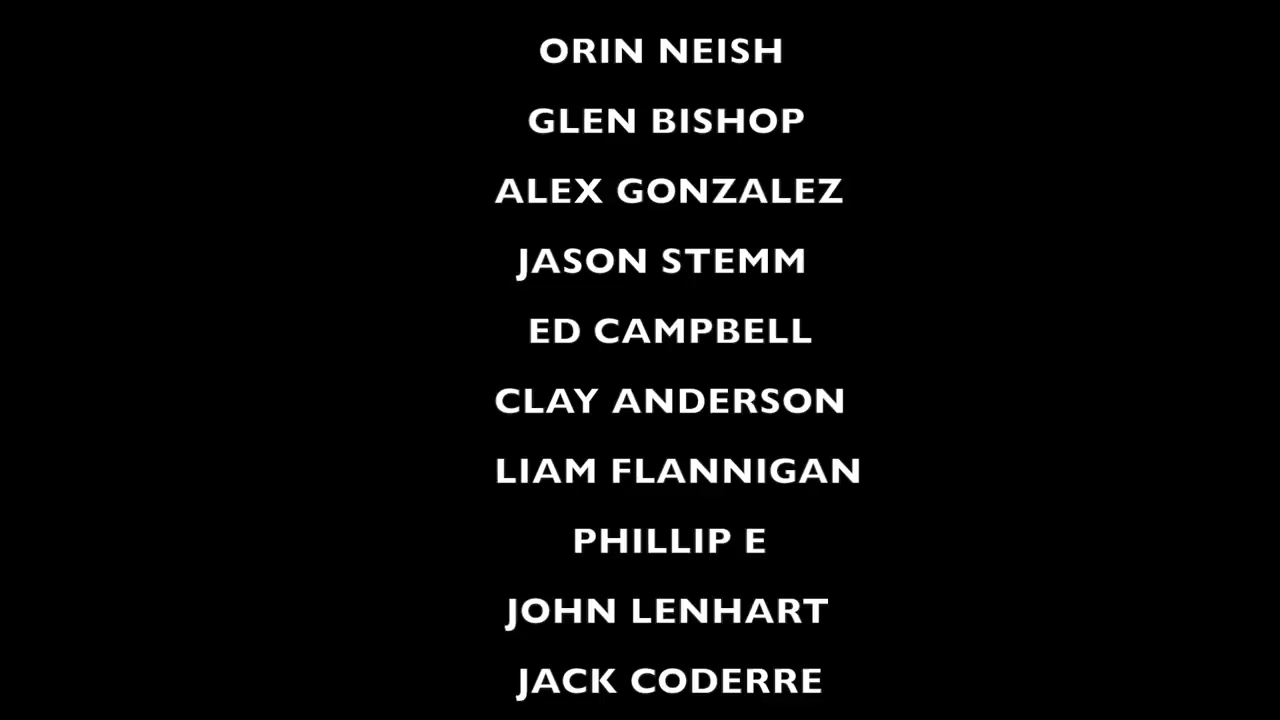 ORIN NEISH
GLEN BISHOP
ALEX GONZALEZ
JASON STEMM
ED CAMPBELL
CLAY ANDERSON
LIAM FLANNIGAN
PHILLIP E
JOHN LENHART
JACK CODERRE